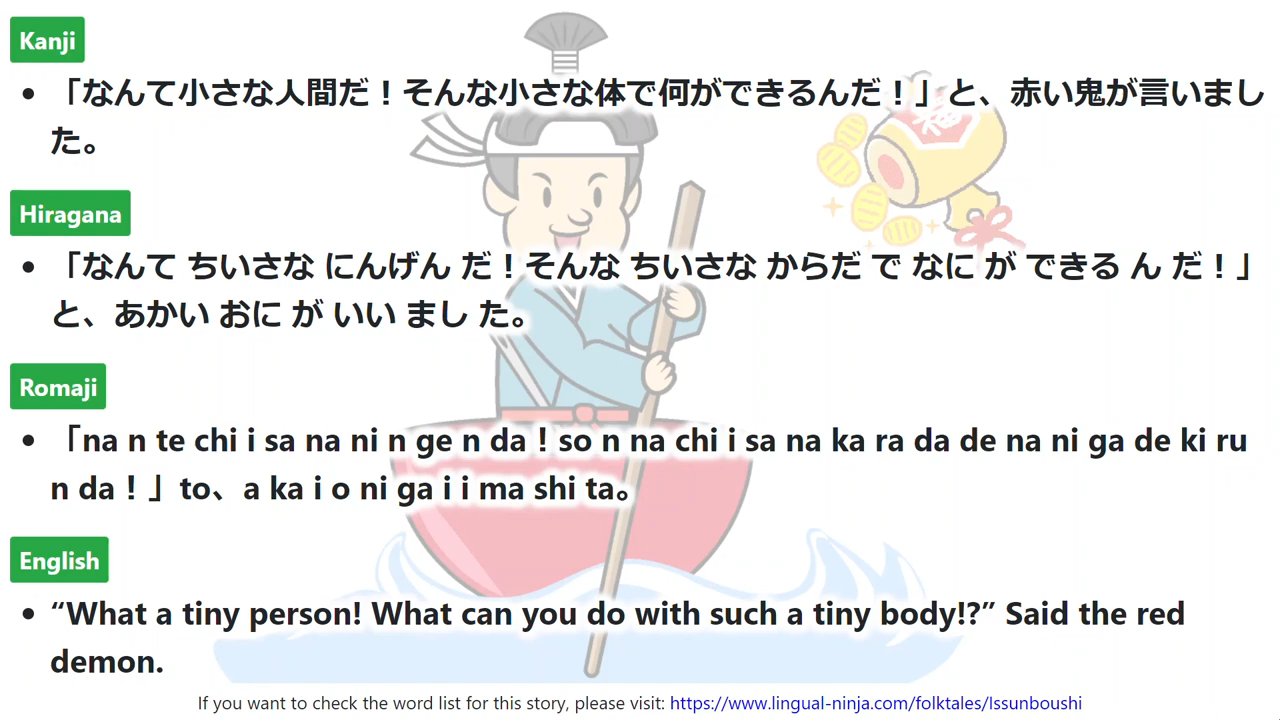 Kanji
• 「なんて小さな人間だ！そんな小さな体で何ができるんだ！」と、赤い鬼が言いまし
た。
福
Hiragana
• 「なんて ちいさな にんげん だ！そんな ちいさな からだ で なに が できる ん だ！」
と、あかい おに が いい まし た。
Romaji
• 「na n te chi i sa na ni n ge n da！so n na chi i sa na ka ra da de na ni ga de ki ru
n da！」to、a ka i o ni ga i i ma shi ta。
English
• “What a tiny person! What can you do with such a tiny body!?” Said the red
demon.
If you want to check the word list for this story, please visit: https://www.lingual-ninja.com/folktales/Issunboushi